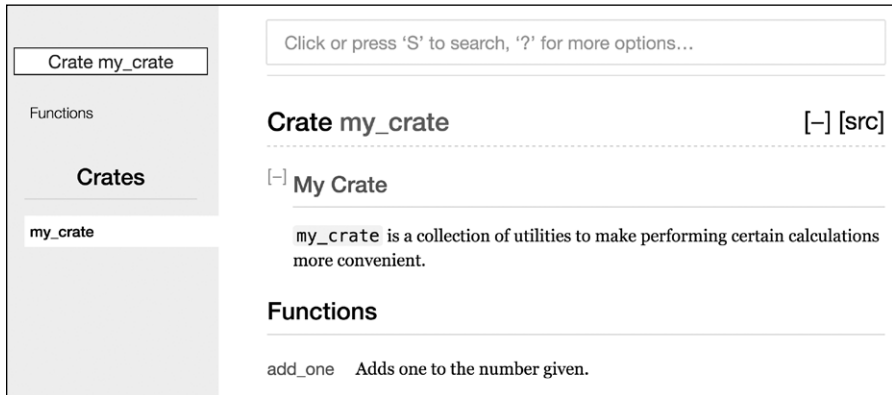 Crate my_crate
Functions
Crates
my_crate
Click or press ‘S’ to search, ‘?’ for more options…
Crate my_crate [–] [src]
[–] My Crate
my_crate is a collection of utilities to make performing certain calculations
more convenient.
Functions
add_one Adds one to the number given.